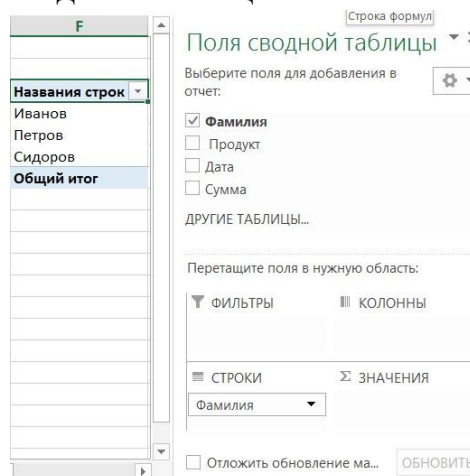 F
Названия строк
Иванов
Петров
Сидоров
Общий итог
Строка формул
Поля сводной таблицы
Выберите поля для добавления в
отчет:
Фамилия
Продукт
Дата
Сумма
ДРУГИЕ ТАБЛИЦЫ...
Перетащите поля в нужную область:
ФИЛЬТРЫ
КОЛОННЫ
СТРОКИ
Σ ЗНАЧЕНИЯ
Фамилия
Отложить обновление ма...
ОБНОВИТЬ